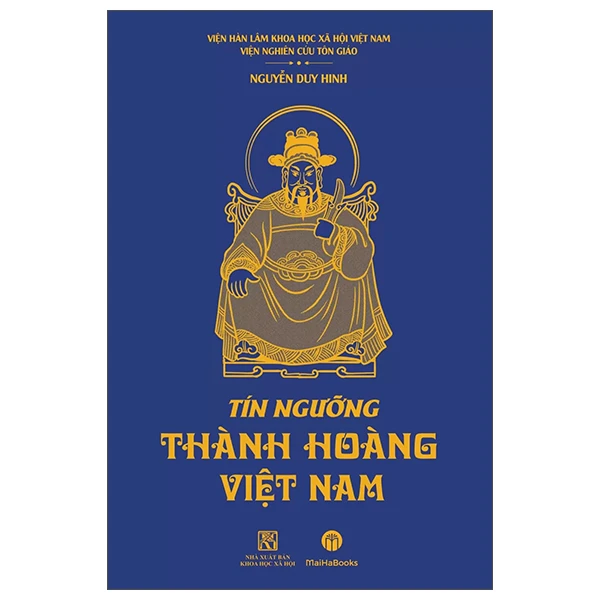 VIỆN HÀN LÂM KHOA HỌC XÃ HỘI VIỆT NAM
VIỆN NGHIÊN CỨU TÔN GIÁO
NGUYỄN DUY HINH
TÍN NGƯỠNG
THÀNH HOÀNG
VIỆT NAM
NHÀ XUẤT BẢN
KHOA HỌC XÃ HỘI
MaiHaBooks